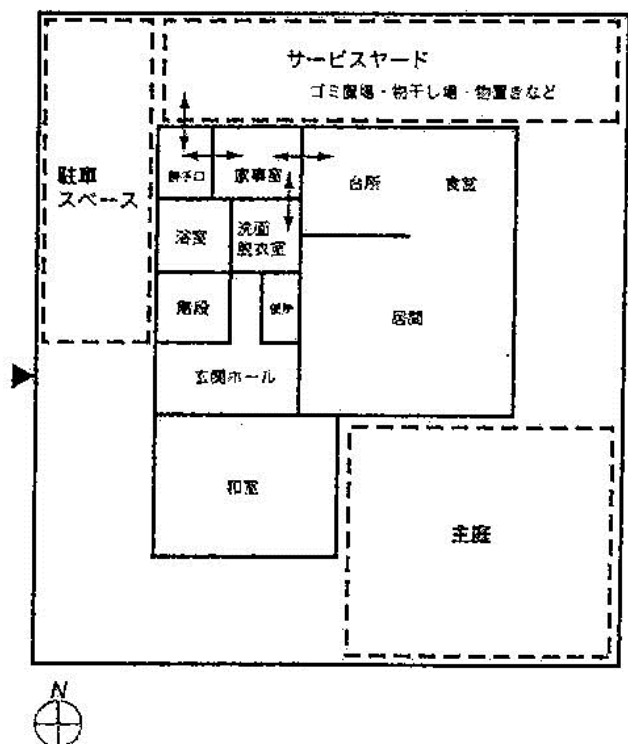 サービスヤード
ゴミ置場・物干し場・物置きなど
駐車
スペース
勝手口
家事室
台所
食堂
浴室
洗面
脱衣室
階段
便所
居間
玄関ホール
和室
主庭
N